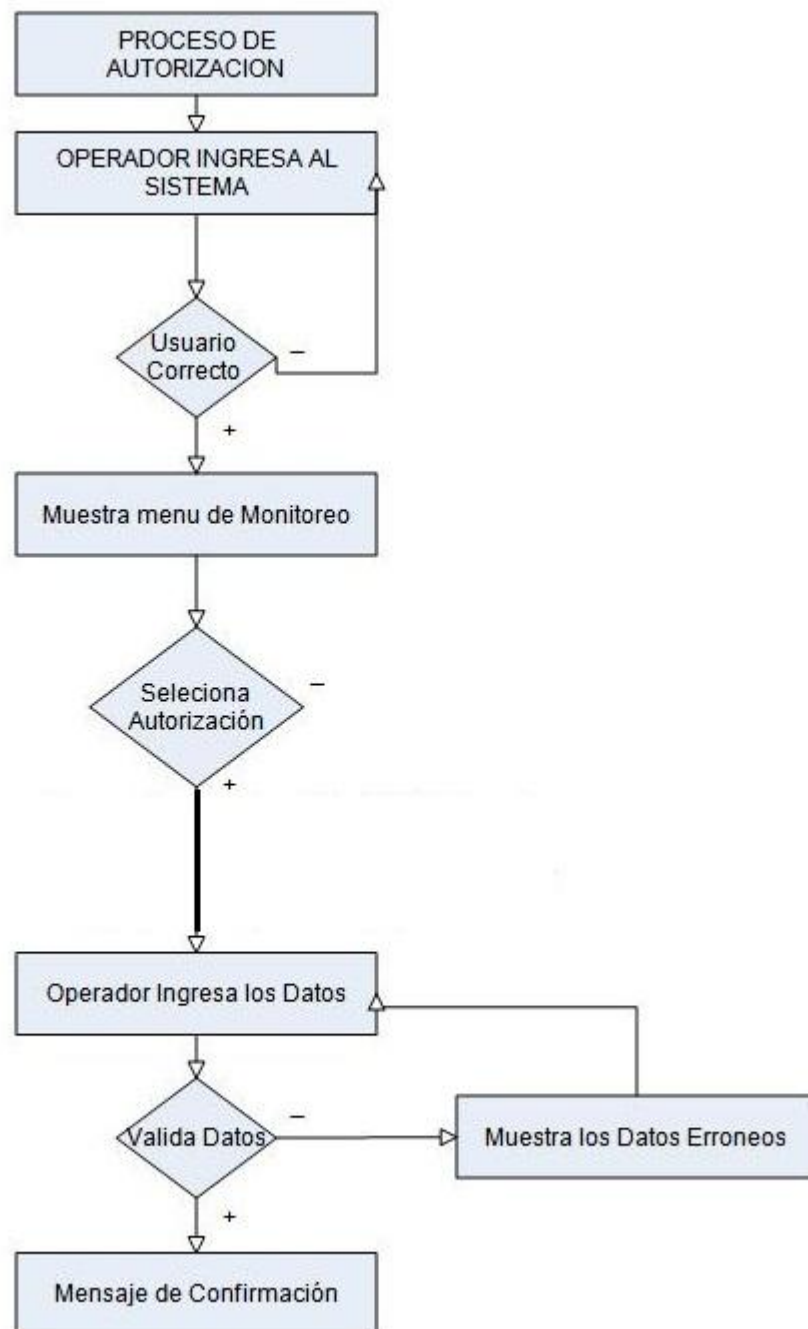 PROCESO DE
AUTORIZACION
OPERADOR INGRESA AL
SISTEMA
Usuario
Correcto
–
+
Muestra menu de Monitoreo
Seleciona
Autorización
–
+
Operador Ingresa los Datos
Valida Datos
–
Muestra los Datos Erroneos
+
Mensaje de Confirmación